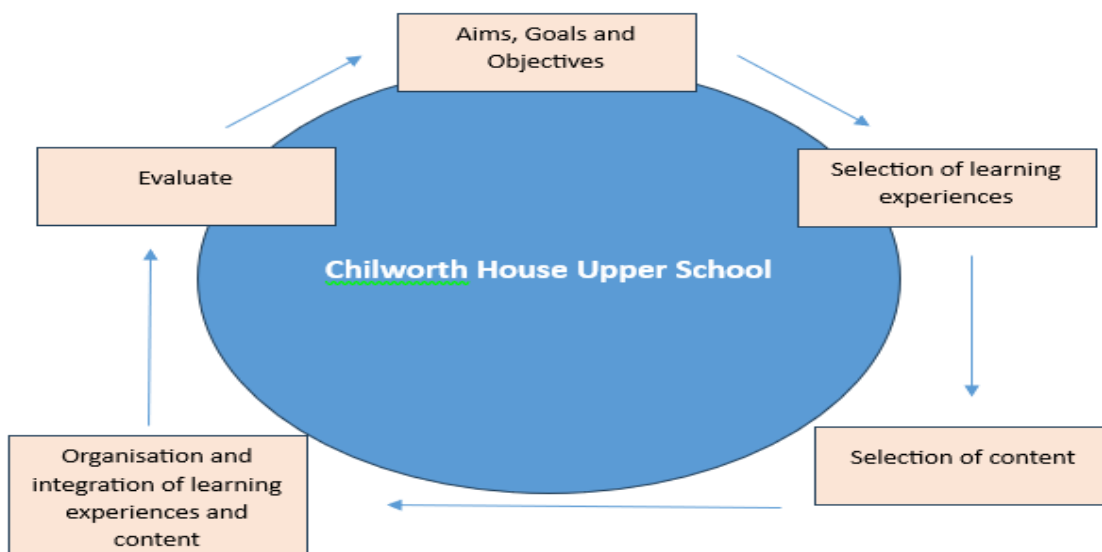 Aims, Goals and
Objectives
Evaluate
Selection of learning
experiences
Chilworth House Upper School
Organisation and
integration of learning
experiences and
content
Selection of content